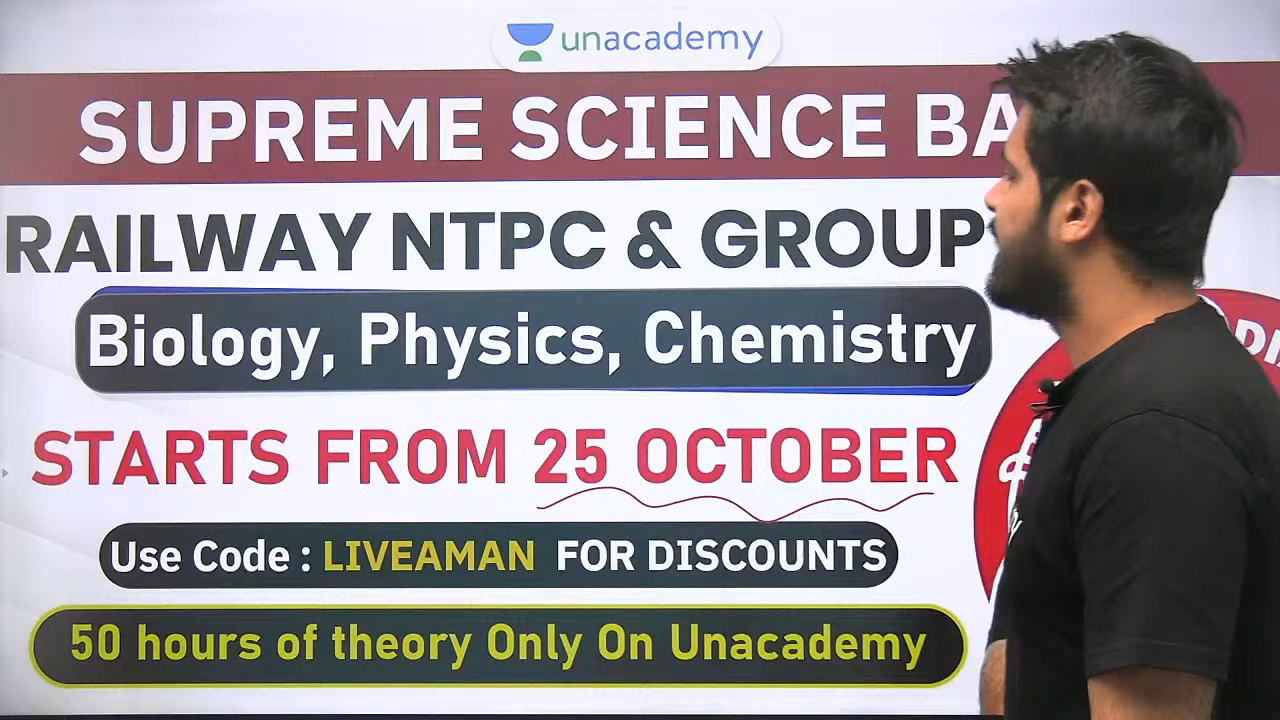 unacademy
SUPREME SCIENCE BA
RAILWAY NTPC & GROUP
Biology, Physics, Chemistry
STARTS FROM 25 OCTOBER
Use Code : LIVEAMAN FOR DISCOUNTS
50 hours of theory Only On Unacademy